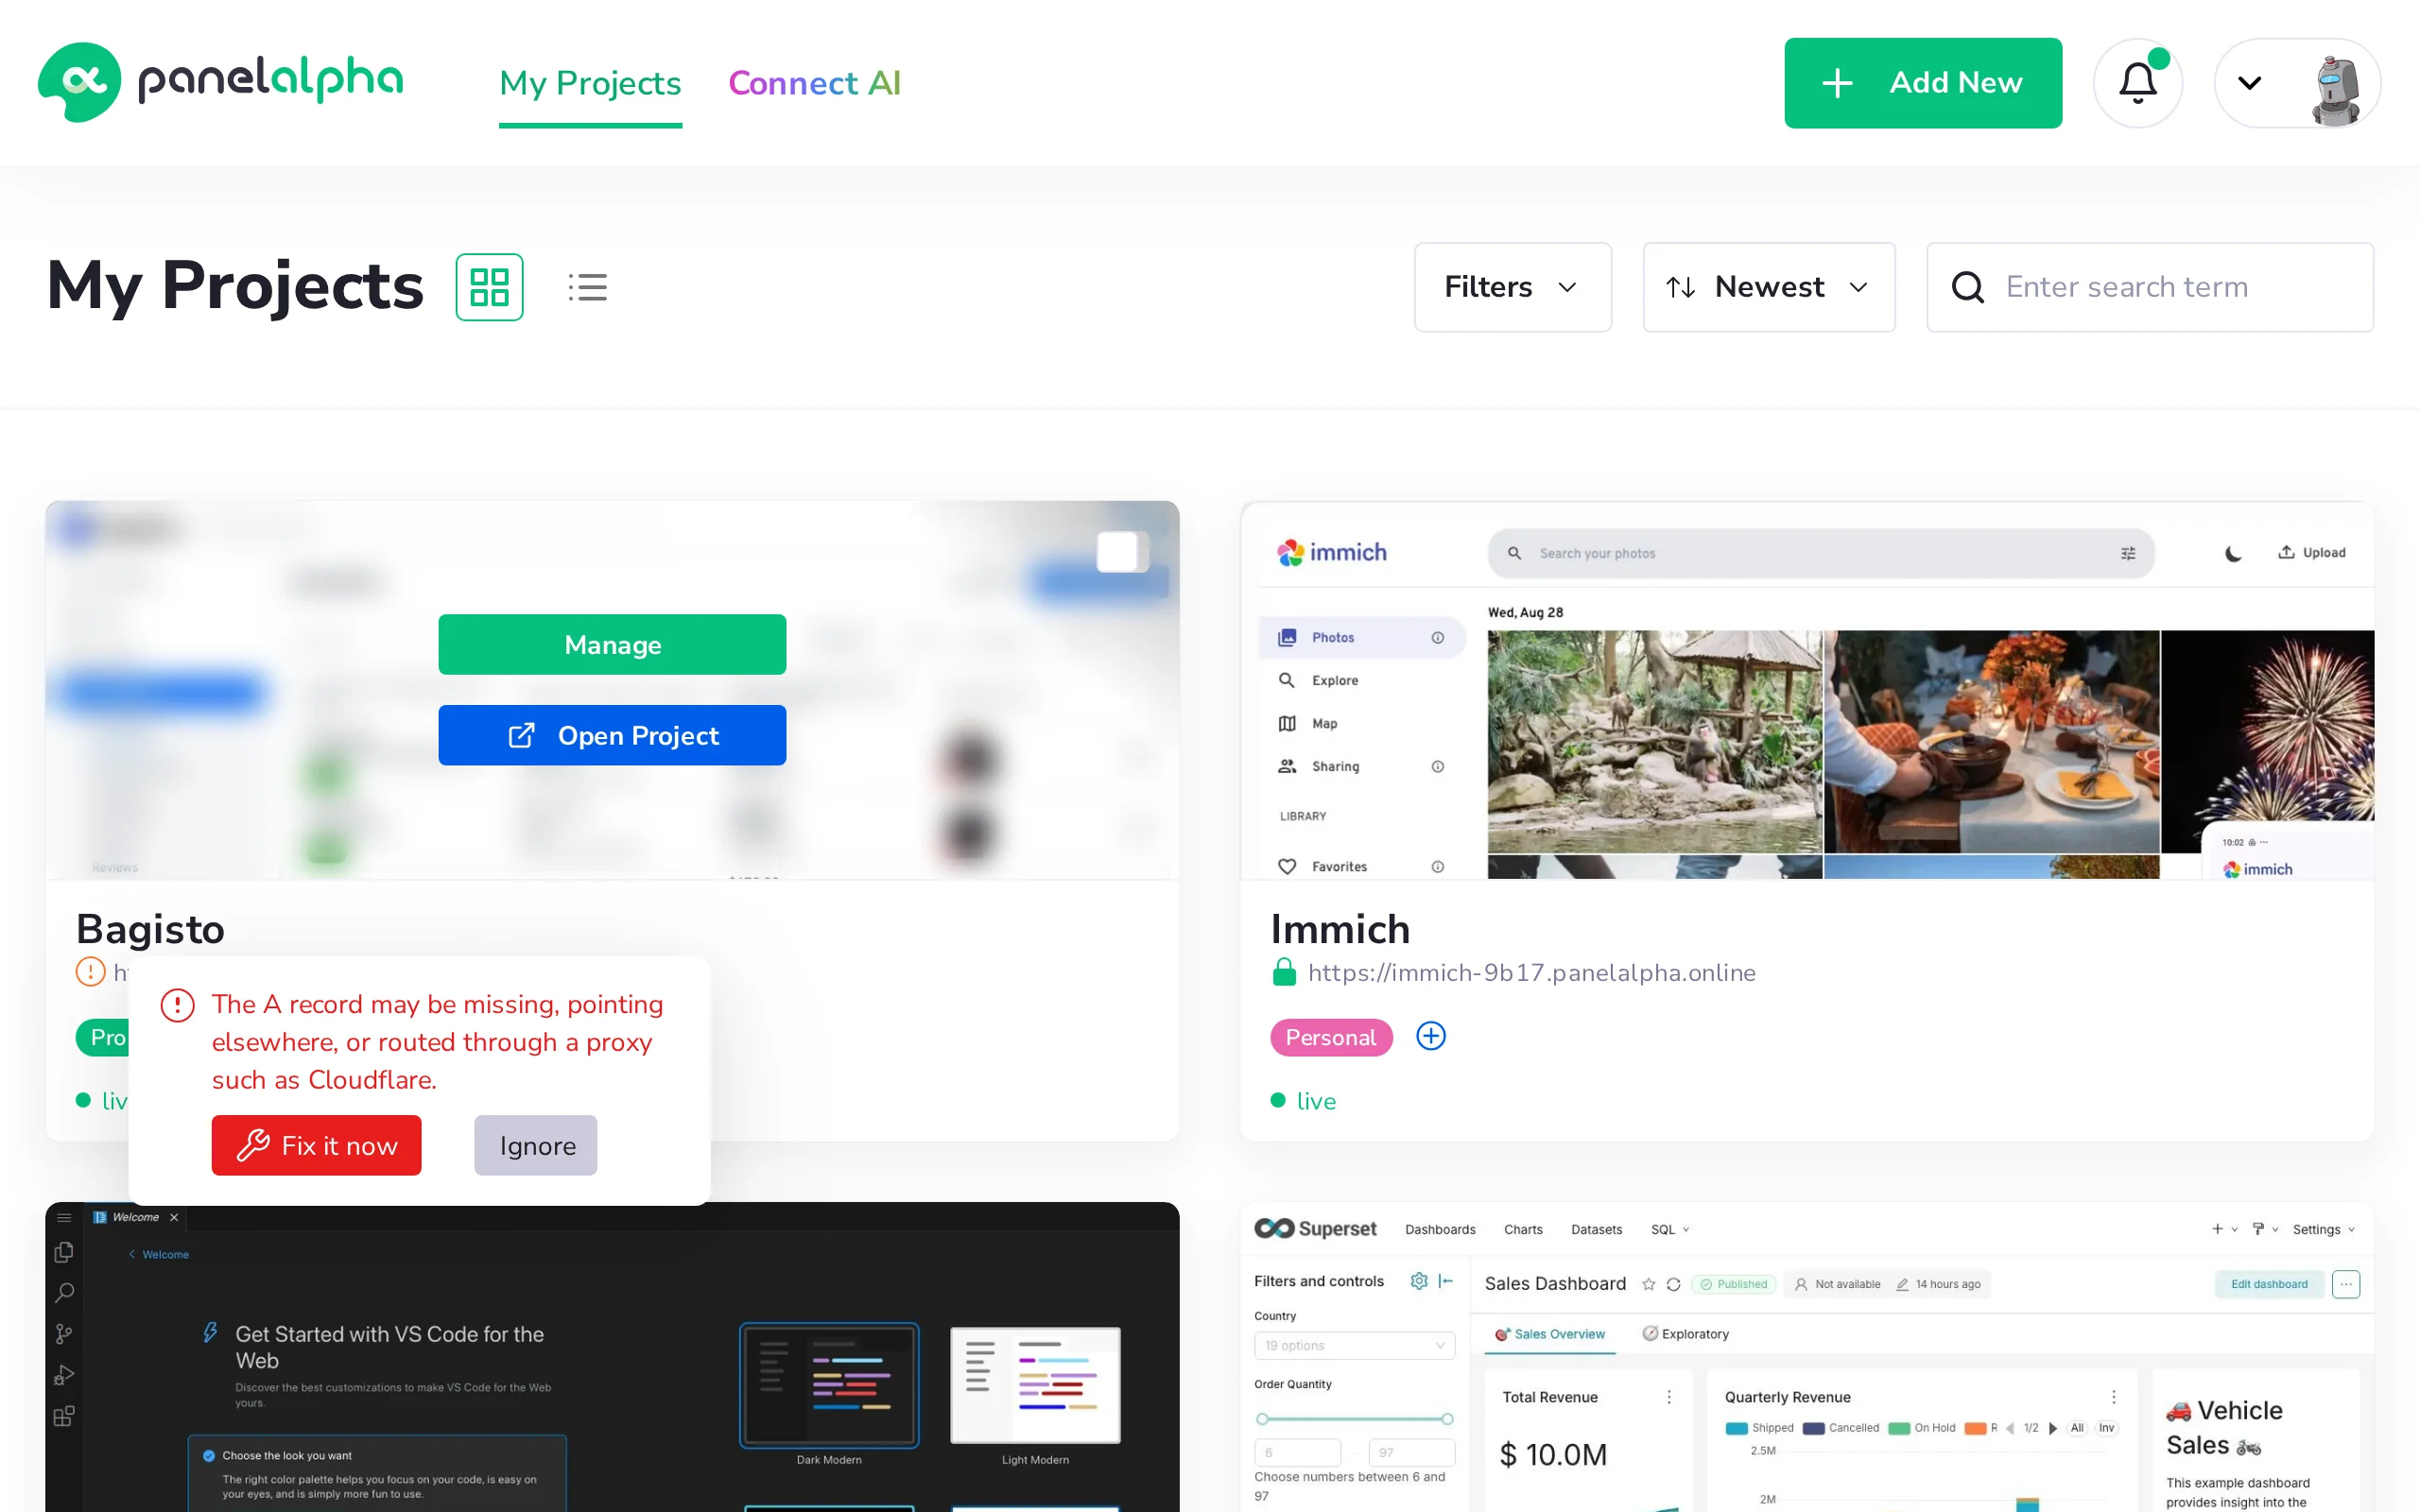 panelalpha
My Projects
Connect AI
Add New
My Projects
Filters
Newest
Enter search term
Manage
Open Project
Reviews
Bagisto
The A record may be missing, pointing
elsewhere, or routed through a proxy
such as Cloudflare.
Fix it now
Ignore
immich
Search your photos
Upload
Wed, Aug 28
Photos
Explore
Map
Sharing
LIBRARY
Favorites
10:02
immich
Immich
https://immich-9b17.panelalpha.online
Personal
live
Welcome
Welcome
Get Started with VS Code for the
Web
Discover the best customizations to make VS Code for the Web
yours.
Choose the look you want
The right color palette helps you focus on your code, is easy on
your eyes, and is simply more fun to use.
Dark Modern
Light Modern
Superset
Dashboards
Charts
Datasets
SQL
Settings
Filters and controls
Country
19 options
Order Quantity
6
97
Choose numbers between 6 and
97
Sales Dashboard
Published
Not available
14 hours ago
Edit dashboard
Sales Overview
Exploratory
Total Revenue
$ 10.0M
Quarterly Revenue
Shipped
Cancelled
On Hold
R
1/2
All
Inv
2.5M
2M
Vehicle
Sales
This example dashboard
provides insight into the